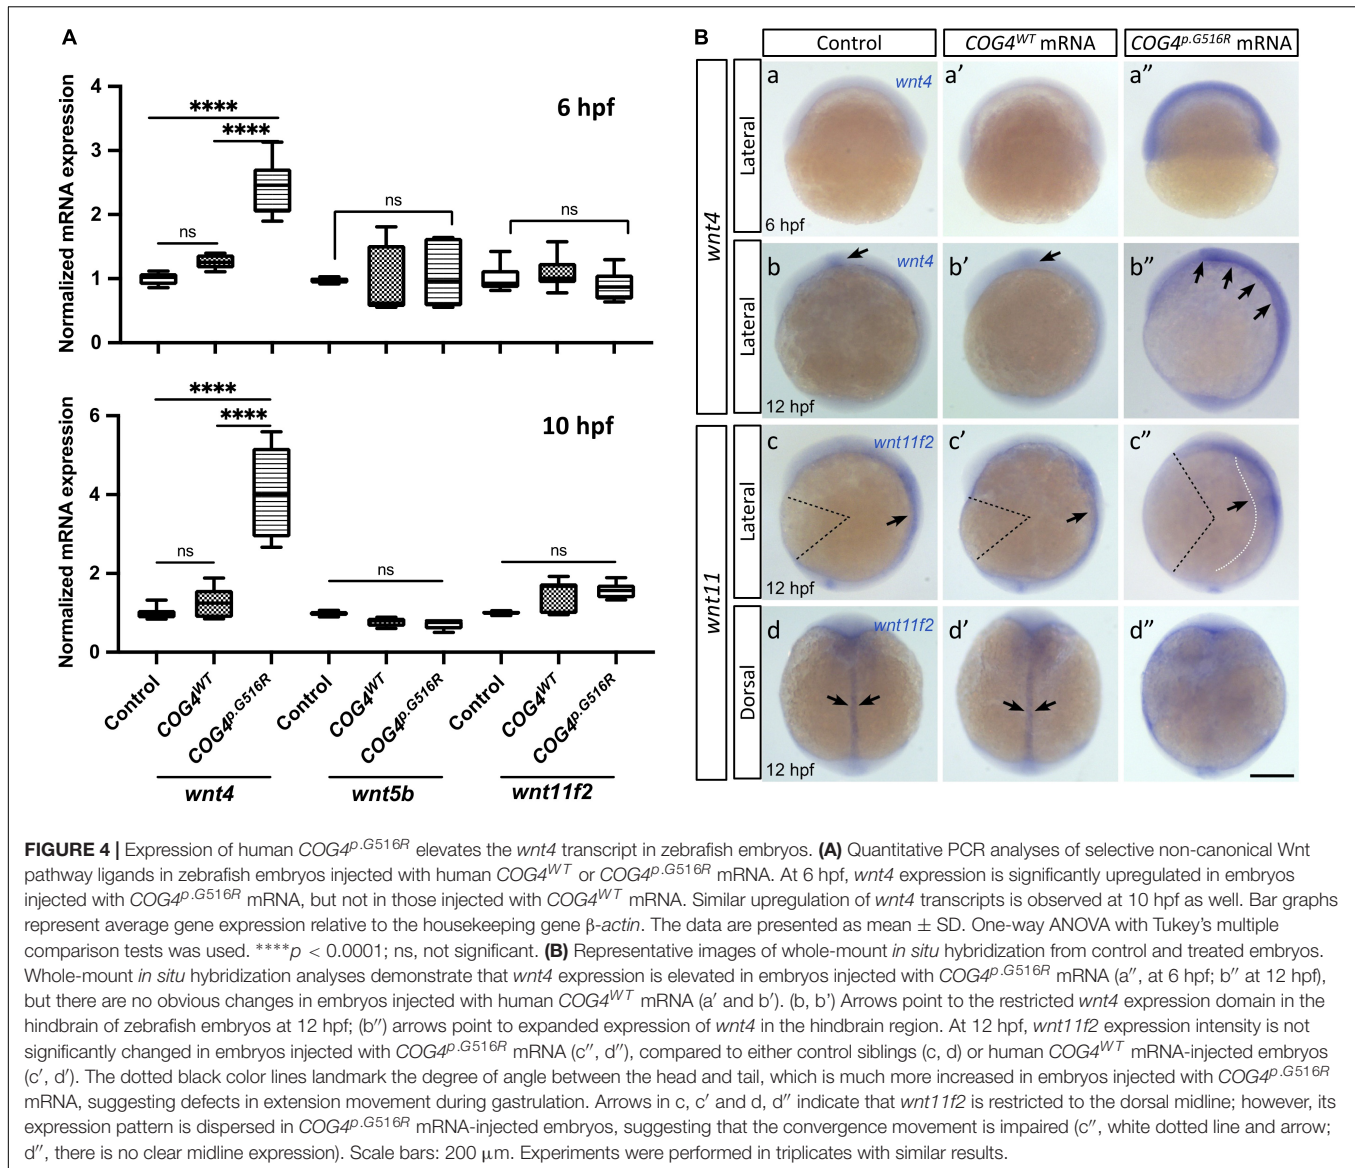 A
6 hpf
Normalized mRNA expression
4
3
2
1
0
****
****
ns
ns
ns
10 hpf
Normalized mRNA expression
6
4
2
0
****
****
ns
ns
ns
Control
COG4WT
COG4p.G516R
Control
COG4WT
COG4p.G516R
Control
COG4WT
COG4p.G516R
wnt4
wnt5b
wnt11f2
B
Control
COG4WT mRNA
COG4p.G516R mRNA
wnt4
Lateral
a
wnt4
6 hpf
a′
a″
Lateral
b
wnt4
12 hpf
b′
b″
wnt11
Lateral
c
wnt11f2
12 hpf
c′
c″
Dorsal
d
wnt11f2
12 hpf
d′
d″
FIGURE 4 | Expression of human COG4p.G516R elevates the wnt4 transcript in zebrafish embryos. (A) Quantitative PCR analyses of selective non-canonical Wnt
pathway ligands in zebrafish embryos injected with human COG4WT or COG4p.G516R mRNA. At 6 hpf, wnt4 expression is significantly upregulated in embryos
injected with COG4p.G516R mRNA, but not in those injected with COG4WT mRNA. Similar upregulation of wnt4 transcripts is observed at 10 hpf as well. Bar graphs
represent average gene expression relative to the housekeeping gene β-actin. The data are presented as mean ± SD. One-way ANOVA with Tukey's multiple
comparison tests was used. ****p < 0.0001; ns, not significant. (B) Representative images of whole-mount in situ hybridization from control and treated embryos.
Whole-mount in situ hybridization analyses demonstrate that wnt4 expression is elevated in embryos injected with COG4p.G516R mRNA (a″, at 6 hpf; b″ at 12 hpf),
but there are no obvious changes in embryos injected with human COG4WT mRNA (a′ and b′). (b, b') Arrows point to the restricted wnt4 expression domain in the
hindbrain of zebrafish embryos at 12 hpf; (b″) arrows point to expanded expression of wnt4 in the hindbrain region. At 12 hpf, wnt11f2 expression intensity is not
significantly changed in embryos injected with COG4p.G516R mRNA (c″, d″), compared to either control siblings (c, d) or human COG4WT mRNA-injected embryos
(c′, d′). The dotted black color lines landmark the degree of angle between the head and tail, which is much more increased in embryos injected with COG4p.G516R
mRNA, suggesting defects in extension movement during gastrulation. Arrows in c, c′ and d, d″ indicate that wnt11f2 is restricted to the dorsal midline; however, its
expression pattern is dispersed in COG4p.G516R mRNA-injected embryos, suggesting that the convergence movement is impaired (c″, white dotted line and arrow;
d″, there is no clear midline expression). Scale bars: 200 μm. Experiments were performed in triplicates with similar results.